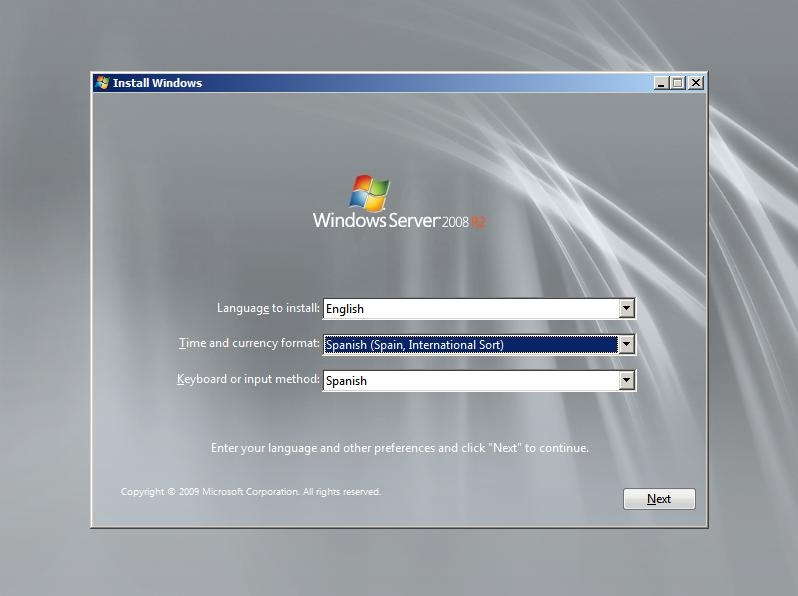 Install Windows
Windows Server 2008 R2
Language to install: English
Time and currency format: Spanish (Spain, International Sort)
Keyboard or input method: Spanish
Enter your language and other preferences and click "Next" to continue.
Copyright © 2009 Microsoft Corporation. All rights reserved.
Next